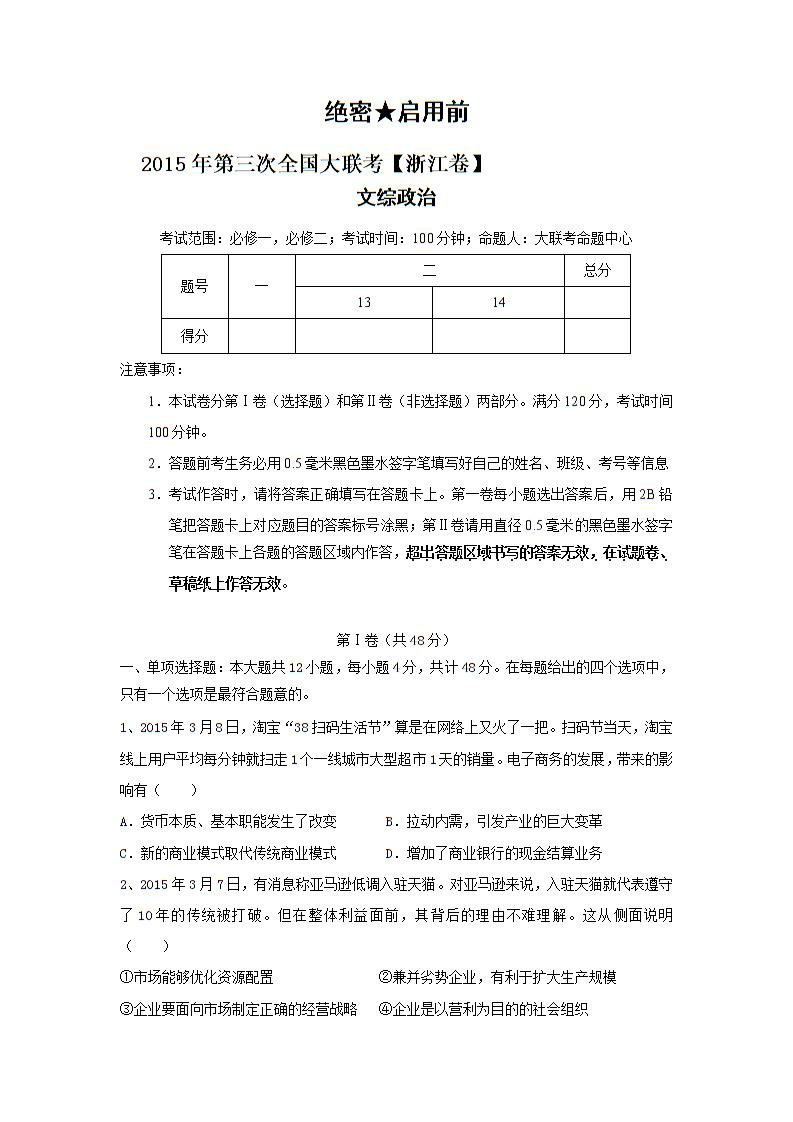 绝密★启用前
2015年第三次全国大联考【浙江卷】
文综政治
考试范围：必修一，必修二；考试时间：100分钟；命题人：大联考命题中心
题号 一 二 总分
13 14
得分
注意事项：
1．本试卷分第Ⅰ卷（选择题）和第Ⅱ卷（非选择题）两部分。满分120分，考试时间
100分钟。
2．答题前考生务必用0.5毫米黑色墨水签字笔填写好自己的姓名、班级、考号等信息
3．考试作答时，请将答案正确填写在答题卡上。第一卷每小题选出答案后，用2B铅
笔把答题卡上对应题目的答案标号涂黑；第Ⅱ卷请用直径0.5毫米的黑色墨水签字
笔在答题卡上各题的答题区域内作答，超出答题区域书写的答案无效，在试题卷、
草稿纸上作答无效。
第Ⅰ卷（共48分）
一、单项选择题：本大题共12小题，每小题4分，共计48分。在每题给出的四个选项中，
只有一个选项是最符合题意的。
1、2015年3月8日，淘宝“38扫码生活节”算是在网络上又火了一把。扫码节当天，淘宝
线上用户平均每分钟就扫走1个一线城市大型超市1天的销量。电子商务的发展，带来的影
响有（　　）
A．货币本质、基本职能发生了改变　　B．拉动内需，引发产业的巨大变革
C．新的商业模式取代传统商业模式　　D．增加了商业银行的现金结算业务
2、2015年3月7日，有消息称亚马逊低调入驻天猫。对亚马逊来说，入驻天猫就代表遵守
了10年的传统被打破。但在整体利益面前，其背后的理由不难理解。这从侧面说明
（　　）
①市场能够优化资源配置　　②兼并劣势企业，有利于扩大生产规模
③企业要面向市场制定正确的经营战略　　④企业是以营利为目的的社会组织